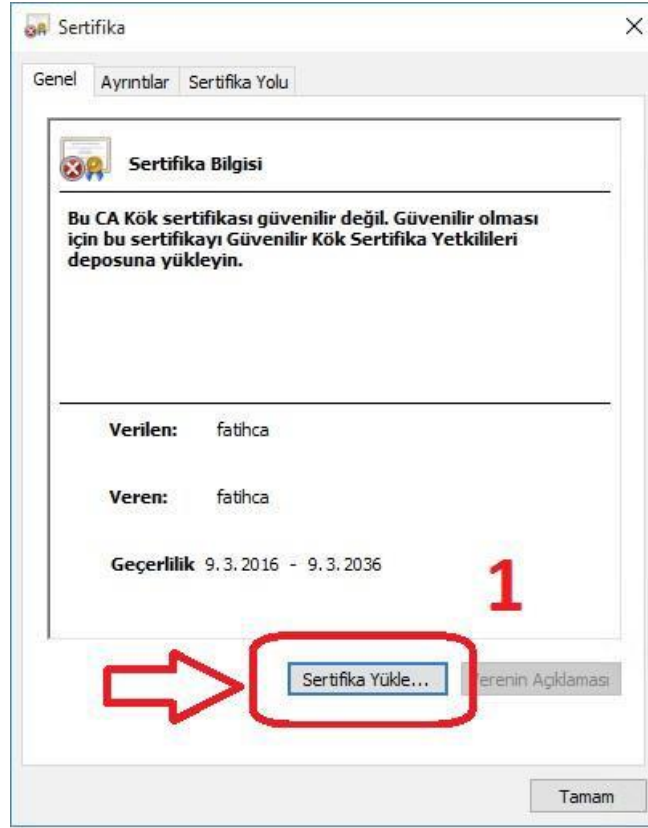 Sertifika
Genel Ayrıntılar Sertifika Yolu
Sertifika Bilgisi
Bu CA Kök sertifikası güvenilir değil. Güvenilir olması
için bu sertifikayı Güvenilir Kök Sertifika Yetkilileri
deposuna yükleyin.
Verilen: fatihca
Veren: fatihca
Geçerlilik 9.3.2016 - 9.3.2036
1
Sertifika Yükle... Açıklaması
Tamam